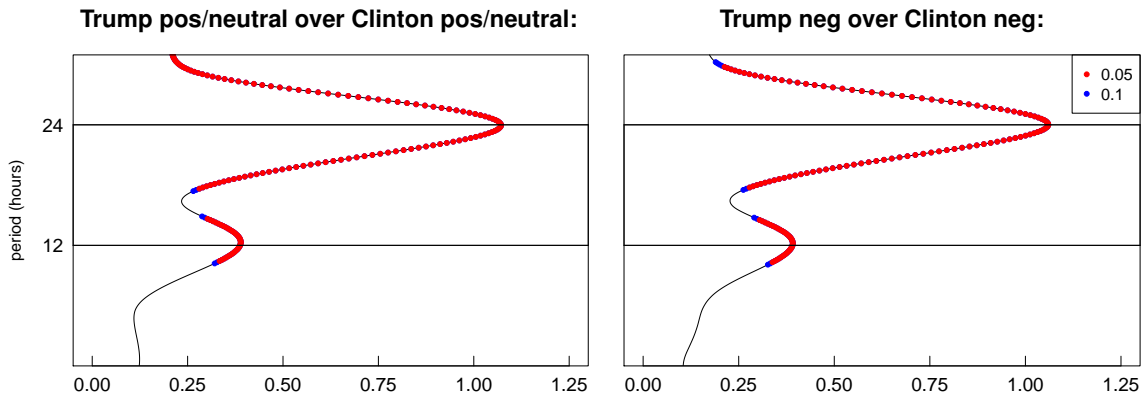 Trump pos/neutral over Clinton pos/neutral:
Trump neg over Clinton neg:
0.05
0.1
24
12
period (hours)
0.00 0.25 0.50 0.75 1.00 1.25
0.00 0.25 0.50 0.75 1.00 1.25